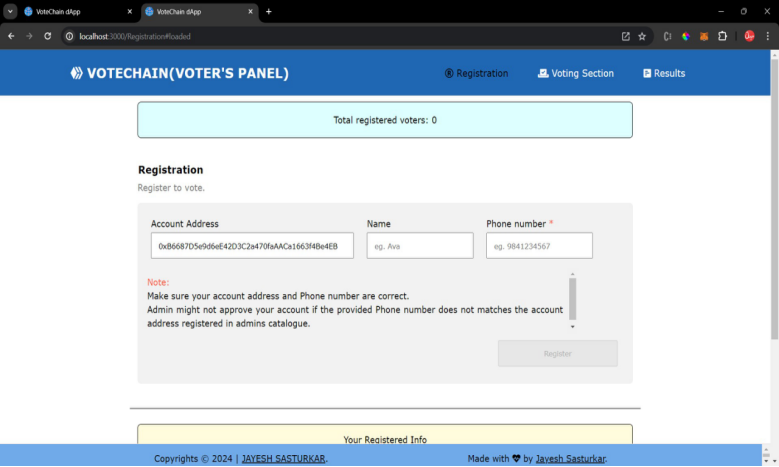 VoteChain dApp
VoteChain dApp
localhost:3000/Registration#loaded
VOTECHAIN(VOTER'S PANEL)
Registration
Voting Section
Results
Total registered voters: 0
Registration
Register to vote.
Account Address
Name
Phone number *
0xB6687D5e9d6eE42D3C2a470faAACa1663f4Be4EB
eg. Ava
eg. 9841234567
Note:
Make sure your account address and Phone number are correct.
Admin might not approve your account if the provided Phone number does not matches the account
address registered in admins catalogue.
Register
Your Registered Info
Copyrights © 2024 | JAYESH SASTURKAR.
Made with ❤ by Jayesh Sasturkar.